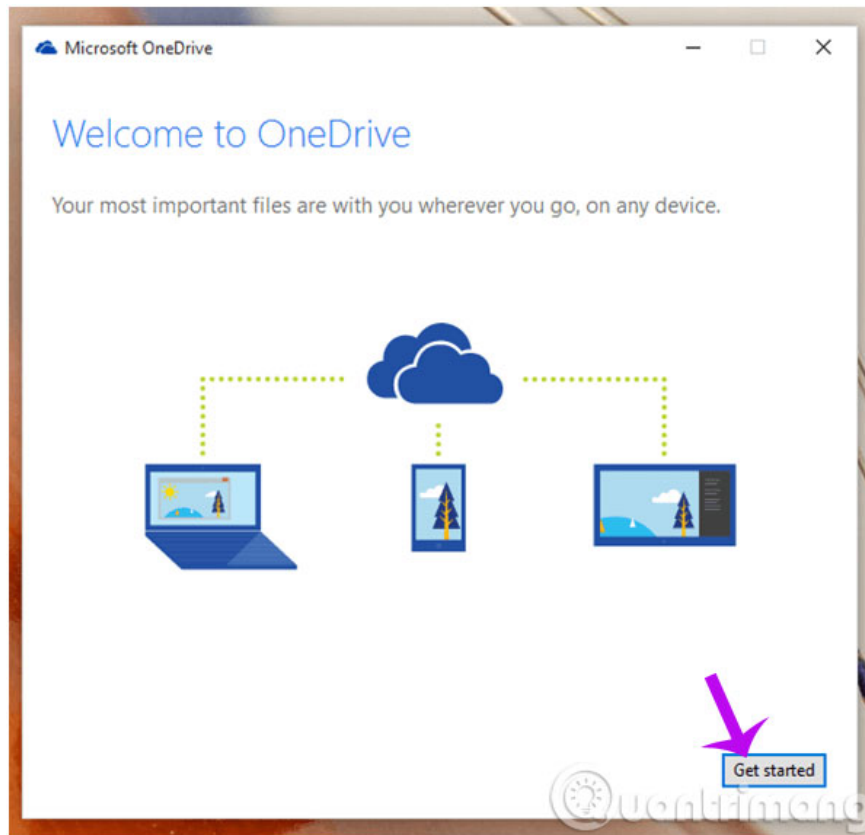 Microsoft OneDrive
Welcome to OneDrive
Your most important files are with you wherever you go, on any device.
Get started
Quantrimang